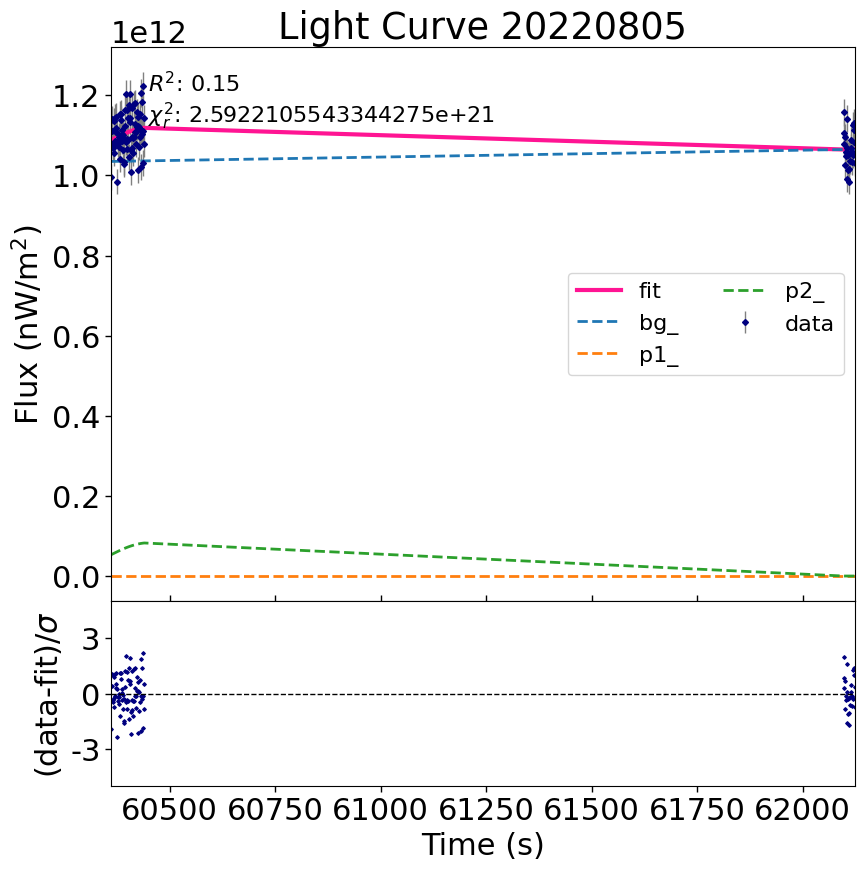 Light Curve 20220805
1e12
R²: 0.15
χ²ᵣ: 2.5922105543344275e+21
1.2
1.0
0.8
0.6
0.4
0.2
0.0
Flux (nW/m²)
fit
bg_
p1_
p2_
data
3
0
-3
(data-fit)/σ
60500 60750 61000 61250 61500 61750 62000
Time (s)